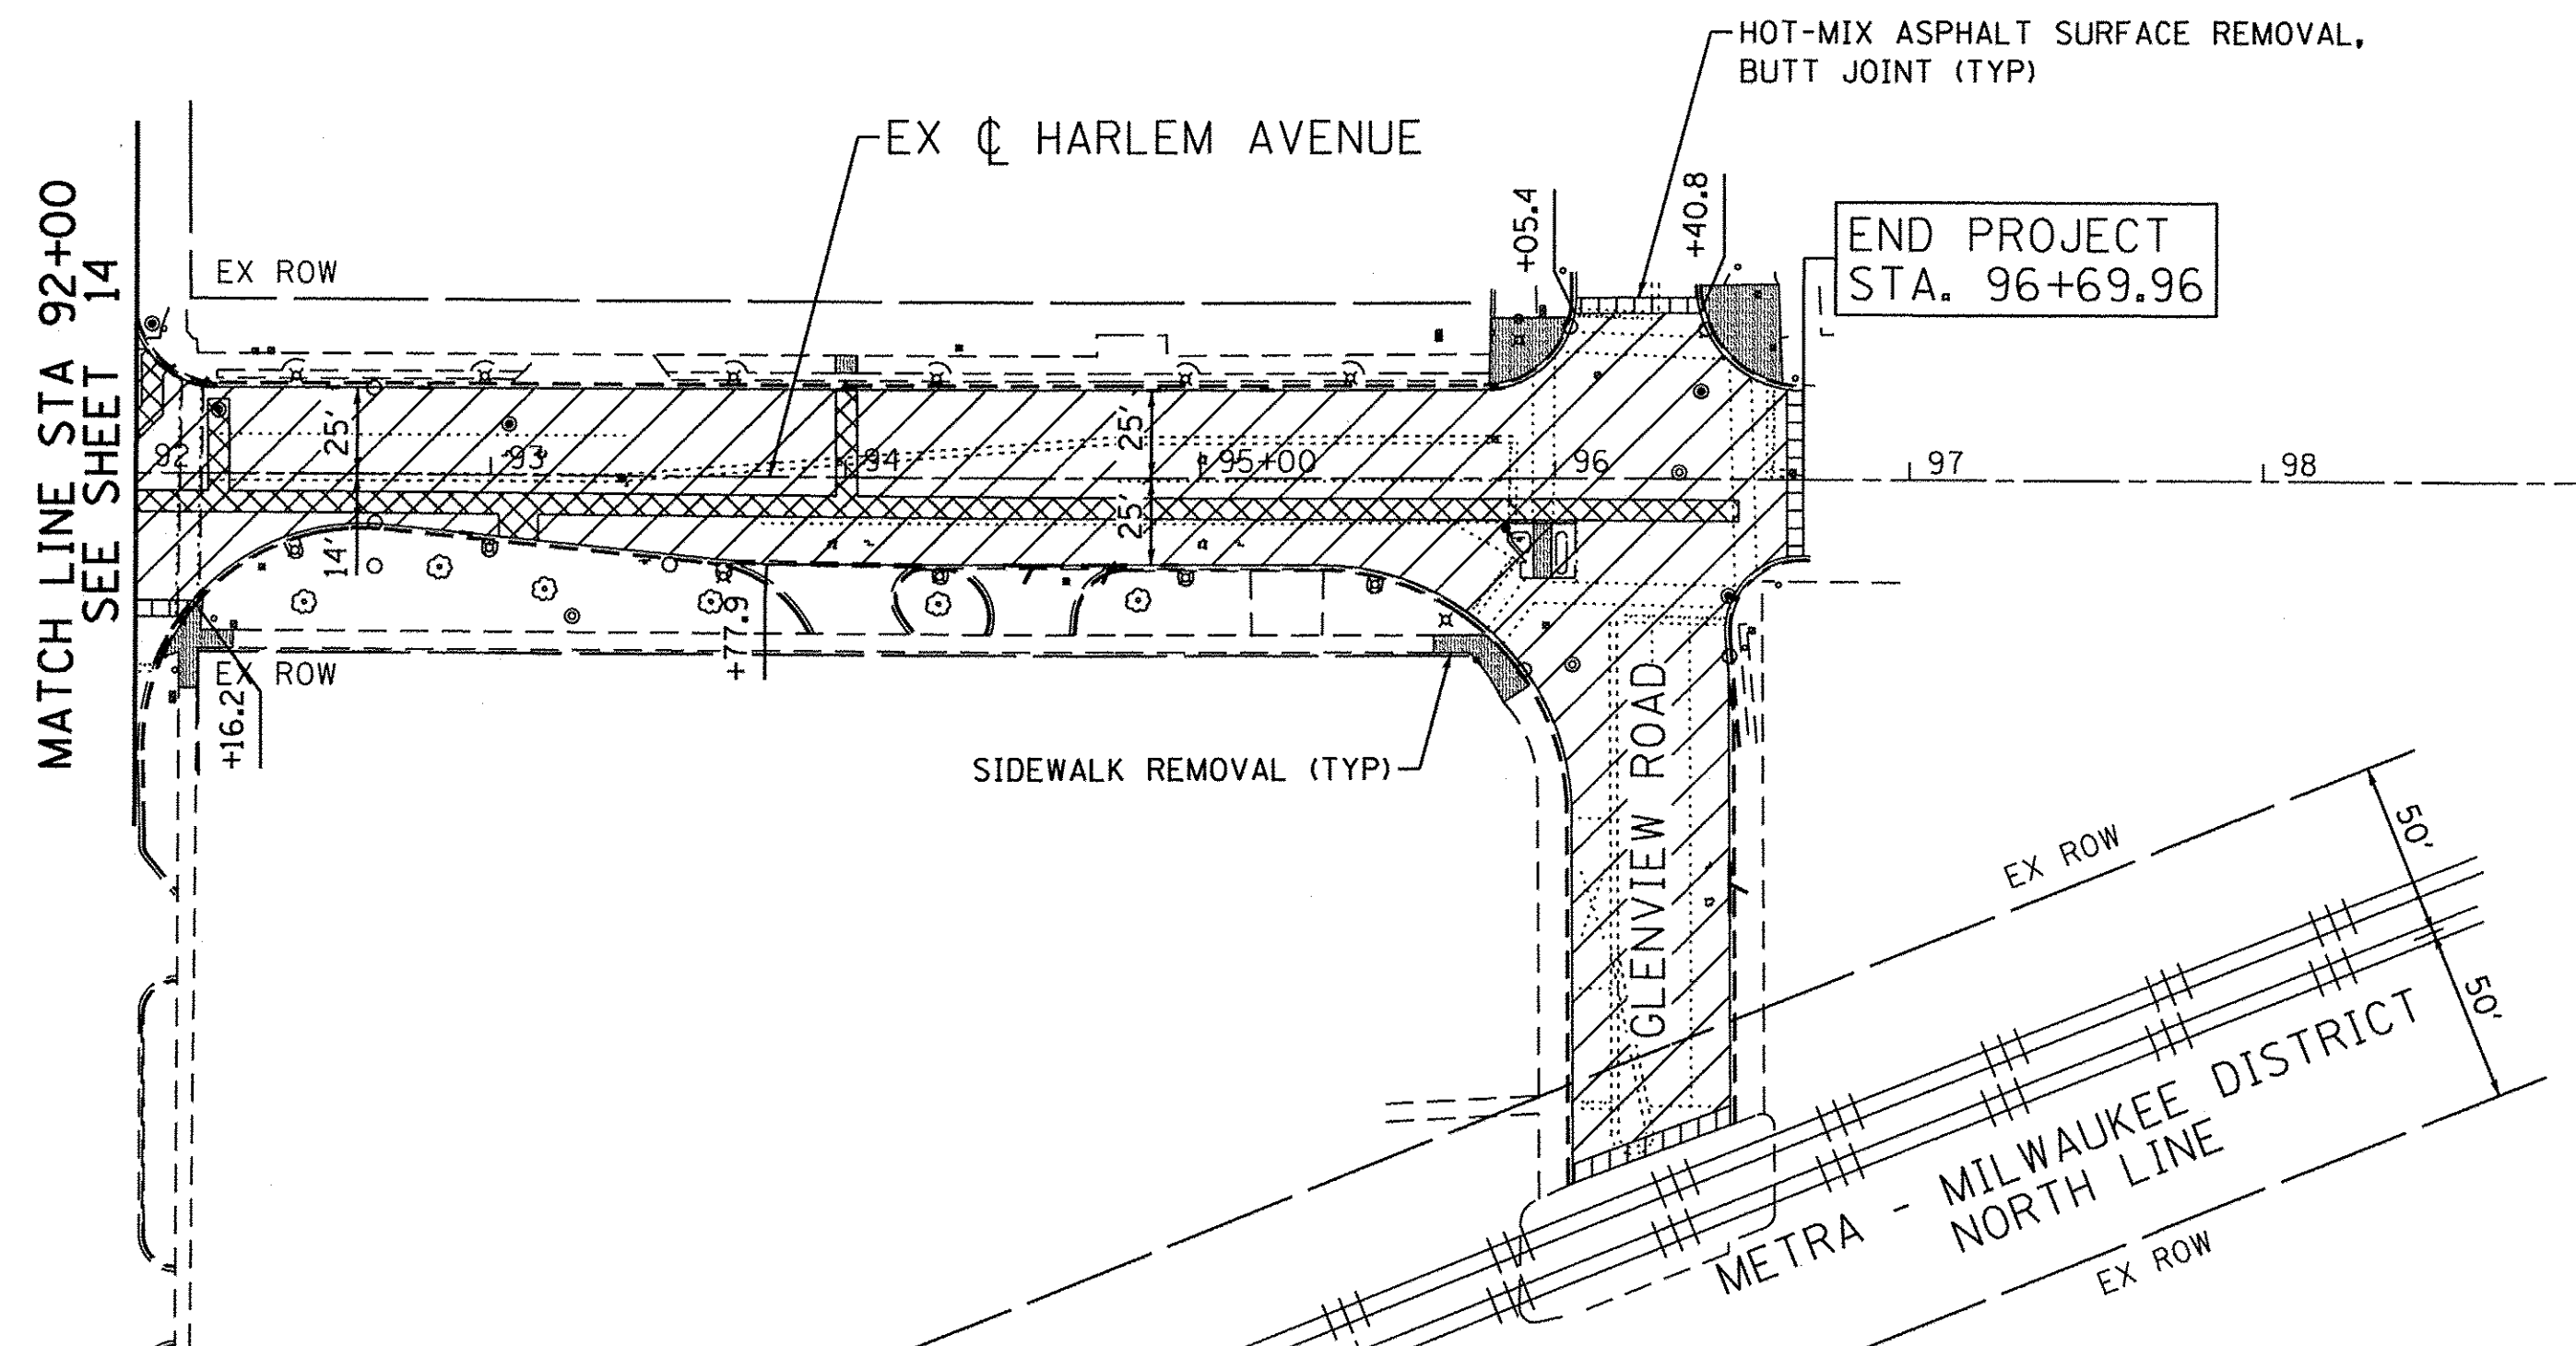 HOT-MIX ASPHALT SURFACE REMOVAL,
BUTT JOINT (TYP)
EX ℄ HARLEM AVENUE
MATCH LINE STA 92+00
SEE SHEET 14
+05.4
+40.8
END PROJECT
STA. 96+69.96
EX ROW
25'
25'
92
93
94
95+00
96
97
98
14'
25'
+77.9
EX ROW
+16.2
SIDEWALK REMOVAL (TYP)
GLENVIEW ROAD
EX ROW
50'
50'
METRA - MILWAUKEE DISTRICT
NORTH LINE
EX ROW